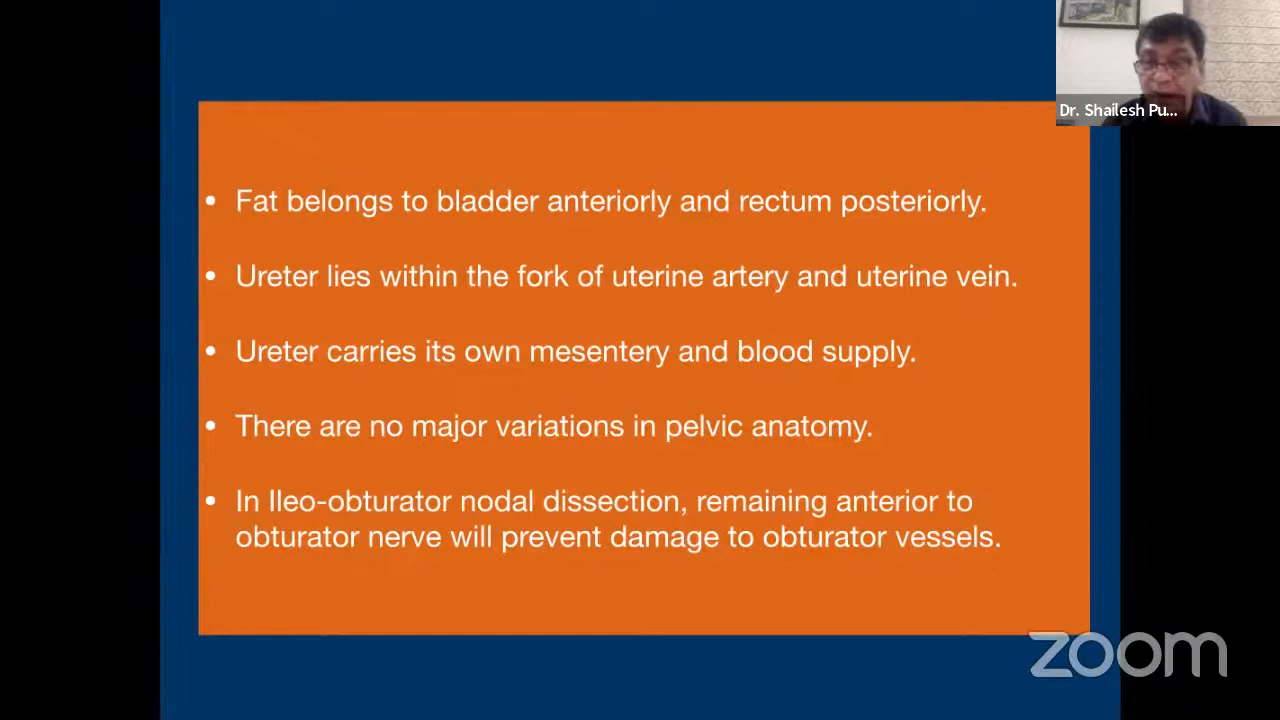 Dr. Shailesh Pu...
• Fat belongs to bladder anteriorly and rectum posteriorly.
• Ureter lies within the fork of uterine artery and uterine vein.
• Ureter carries its own mesentery and blood supply.
• There are no major variations in pelvic anatomy.
• In Ileo-obturator nodal dissection, remaining anterior to
obturator nerve will prevent damage to obturator vessels.
zoom